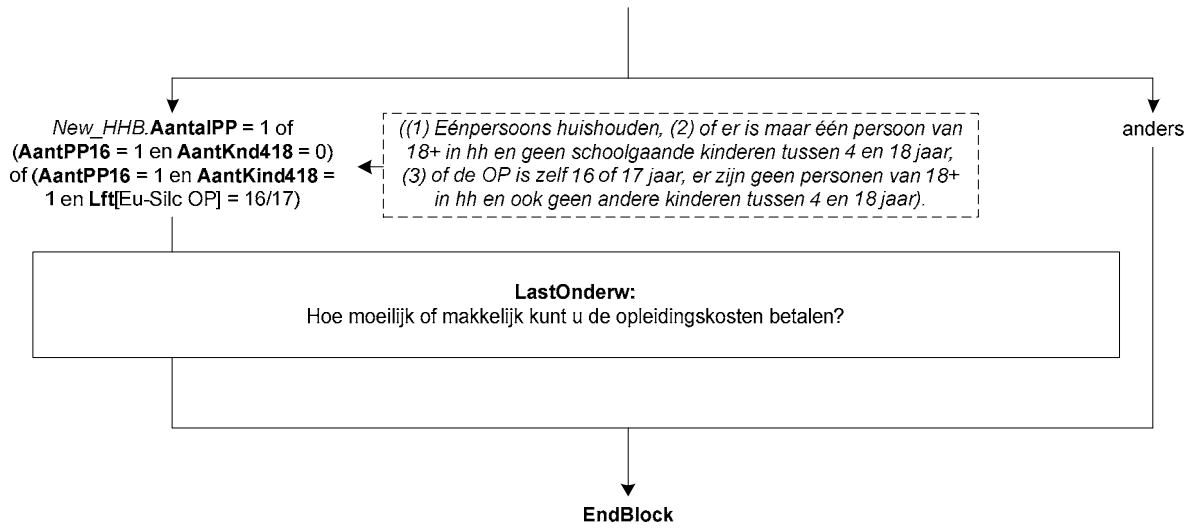 New_HHB.AantalPP = 1 of
(AantPP16 = 1 en AantKnd418 = 0)
of (AantPP16 = 1 en AantKind418 =
1 en Lft[Eu-Silc OP] = 16/17)
((1) Eénpersoons huishouden, (2) of er is maar één persoon van
18+ in hh en geen schoolgaande kinderen tussen 4 en 18 jaar,
(3) of de OP is zelf 16 of 17 jaar, er zijn geen personen van 18+
in hh en ook geen andere kinderen tussen 4 en 18 jaar).
anders
LastOnderw:
Hoe moeilijk of makkelijk kunt u de opleidingskosten betalen?
EndBlock